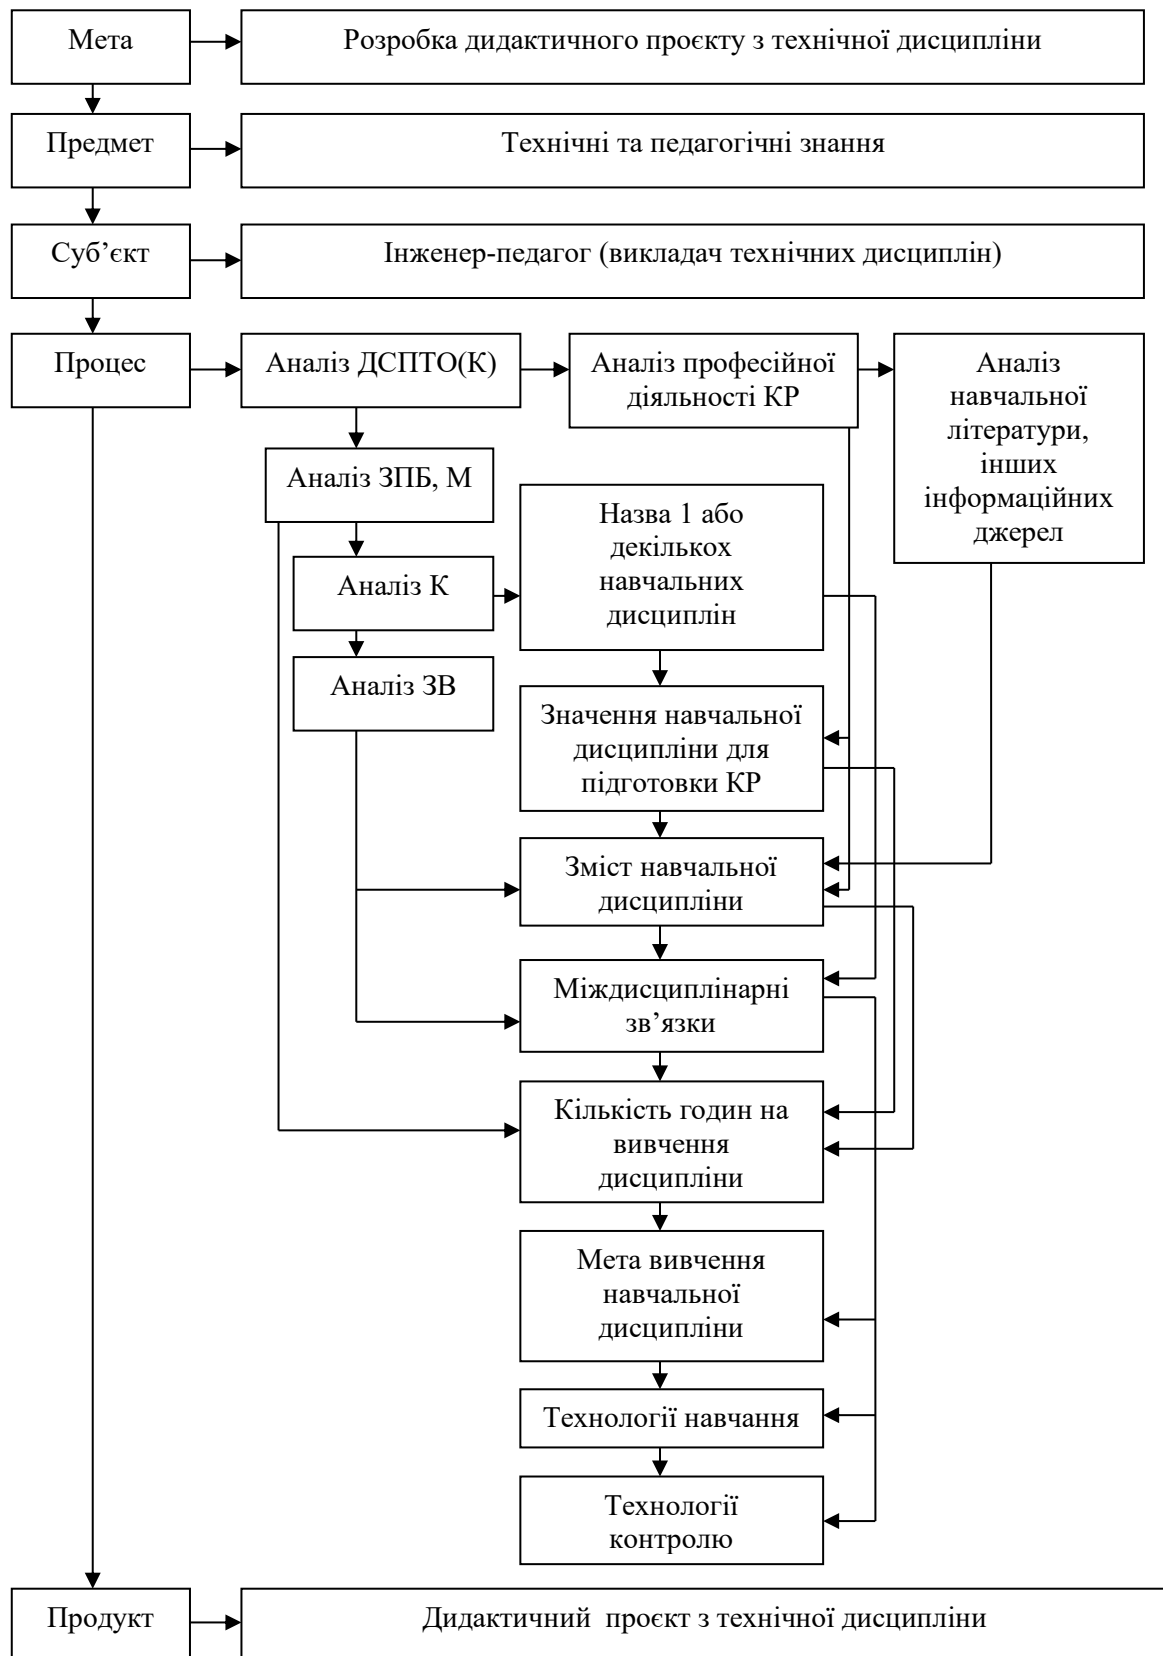 Мета
Розробка дидактичного проєкту з технічної дисципліни
Предмет
Технічні та педагогічні знання
Суб’єкт
Інженер-педагог (викладач технічних дисциплін)
Процес
Аналіз ДСПТО(К)
Аналіз професійної
діяльності КР
Аналіз
навчальної
літератури,
інших
інформаційних
джерел
Аналіз ЗПБ, М
Назва 1 або
декількох
навчальних
дисциплін
Аналіз К
Аналіз ЗВ
Значення навчальної
дисципліни для
підготовки КР
Зміст навчальної
дисципліни
Міждисциплінарні
зв’язки
Кількість годин на
вивчення
дисципліни
Мета вивчення
навчальної
дисципліни
Технології навчання
Технології
контролю
Продукт
Дидактичний проєкт з технічної дисципліни